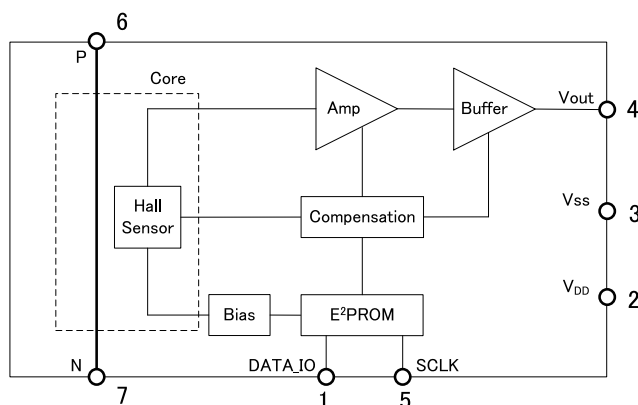 6
P
Core
Amp
Buffer
Vout
4
Hall
Sensor
Compensation
Vss
3
VDD
2
Bias
E²PROM
N
DATA_IO
SCLK
7
1
5